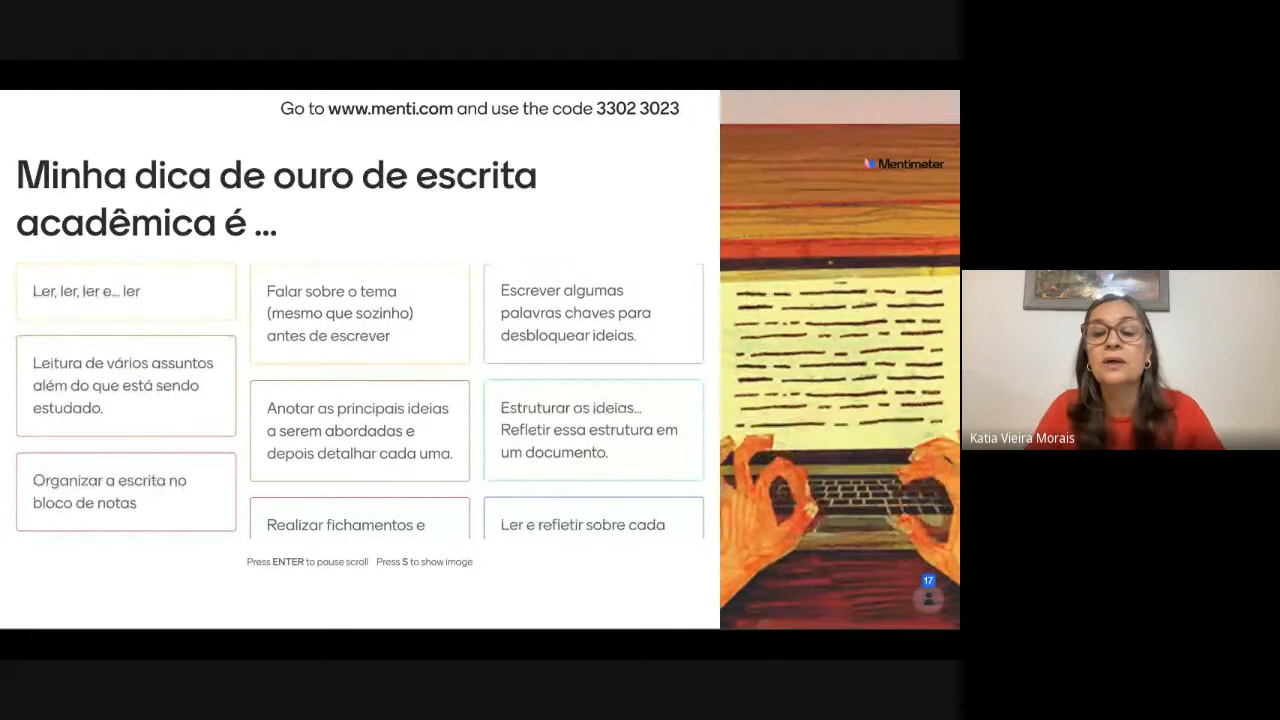 Go to www.menti.com and use the code 3302 3023
Mentimeter
Minha dica de ouro de escrita
acadêmica é ...
Ler, ler, ler e... ler
Leitura de vários assuntos
além do que está sendo
estudado.
Organizar a escrita no
bloco de notas
Falar sobre o tema
(mesmo que sozinho)
antes de escrever
Anotar as principais ideias
a serem abordadas e
depois detalhar cada uma.
Realizar fichamentos e
Escrever algumas
palavras chaves para
desbloquear ideias.
Estruturar as ideias...
Refletir essa estrutura em
um documento.
Ler e refletir sobre cada
Press ENTER to pause scroll Press S to show image
17
Katia Vieira Morais